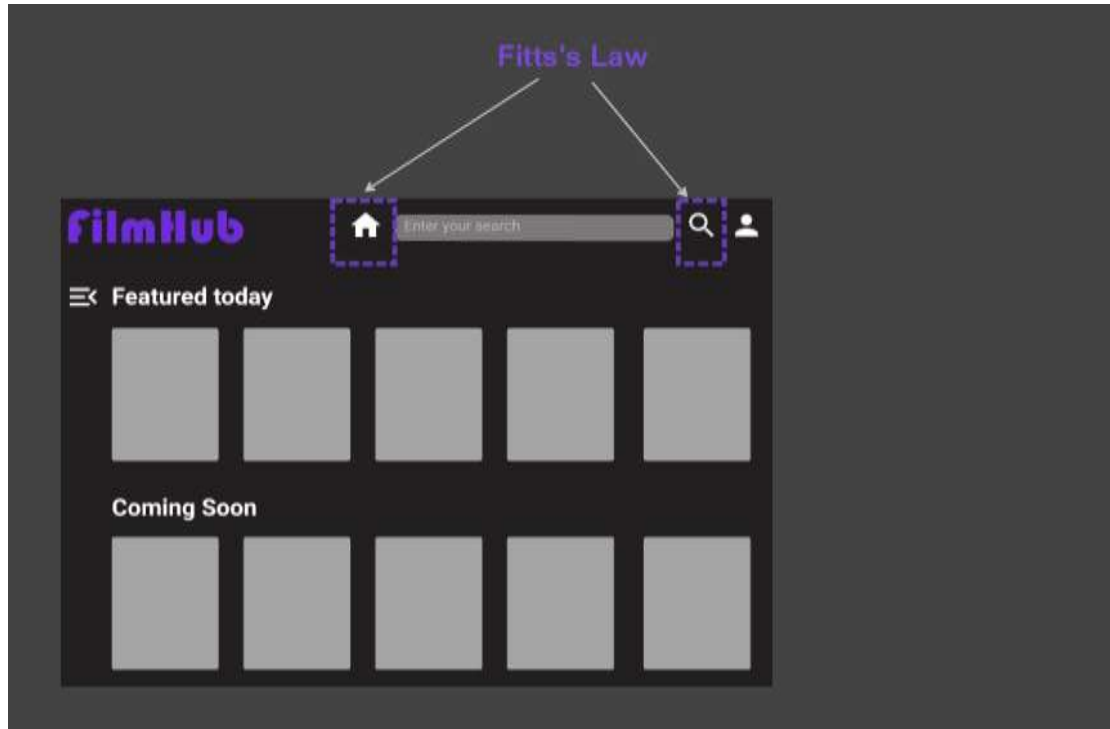 Fitts's Law
FilmHub
Enter your search
Featured today
Coming Soon